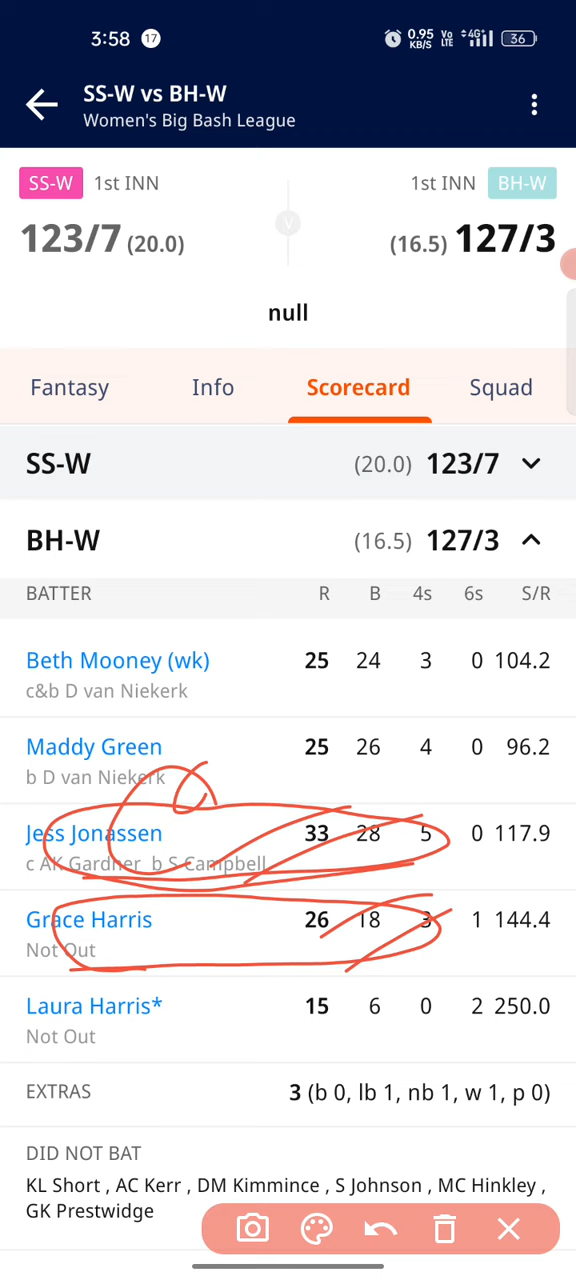 3:58 17 0.95 KB/S Vo LTE 4G 36
SS-W vs BH-W
Women's Big Bash League
SS-W 1st INN 1st INN BH-W
123/7 (20.0) V (16.5) 127/3
null
Fantasy Info Scorecard Squad
SS-W (20.0) 123/7
BH-W (16.5) 127/3
BATTER R B 4s 6s S/R
Beth Mooney (wk) 25 24 3 0 104.2
c&b D van Niekerk
Maddy Green 25 26 4 0 96.2
b D van Niekerk
Jess Jonassen 33 28 5 0 117.9
c AK Gardner b S Campbell
Grace Harris 26 18 3 1 144.4
Not Out
Laura Harris* 15 6 0 2 250.0
Not Out
EXTRAS 3 (b 0, lb 1, nb 1, w 1, p 0)
DID NOT BAT
KL Short , AC Kerr , DM Kimmince , S Johnson , MC Hinkley ,
GK Prestwidge